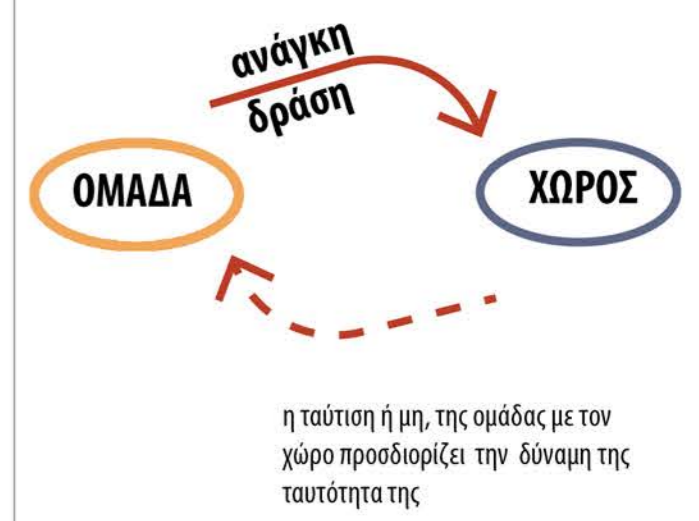 ανάγκη
δράση
ΟΜΑΔΑ
ΧΩΡΟΣ
η ταύτιση ή μη, της ομάδας με τον
χώρο προσδιορίζει την δύναμη της
ταυτότητα της